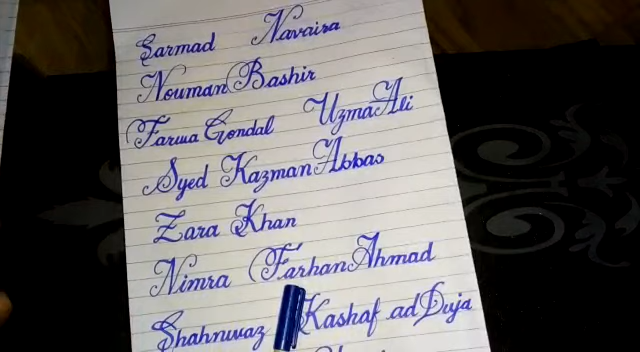 Sarmad Navaira
Nouman Bashir
Farwa Gondal Uzma Ali
Syed Kazman Abbas
Zara Khan
Nimra Farhan Ahmad
Shahnwaz Kashaf ad Duja